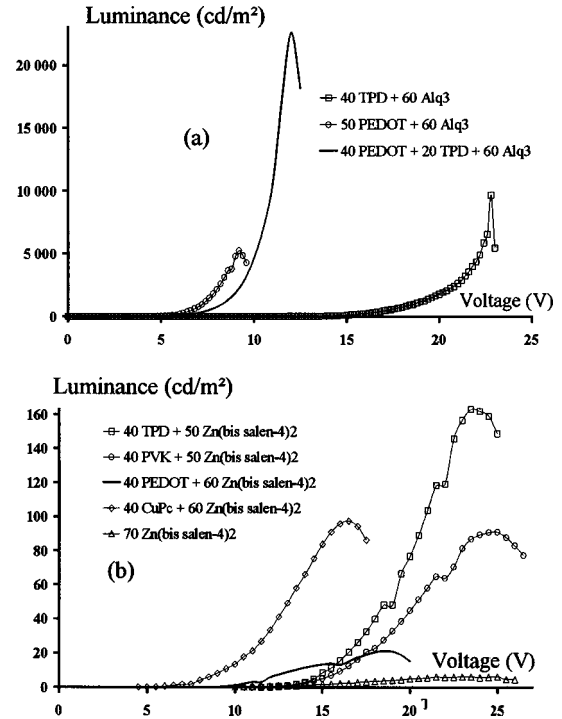 Luminance (cd/m²)
20 000
15 000
10 000
5 000
0
(a)
40 TPD + 60 Alq3
50 PEDOT + 60 Alq3
40 PEDOT + 20 TPD + 60 Alq3
Voltage (V)
0 5 10 15 20 25
Luminance (cd/m²)
160
140
120
100
80
60
40
20
0
40 TPD + 50 Zn(bis salen-4)2
40 PVK + 50 Zn(bis salen-4)2
40 PEDOT + 60 Zn(bis salen-4)2
40 CuPc + 60 Zn(bis salen-4)2
70 Zn(bis salen-4)2
(b)
Voltage (V)
0 5 10 15 20 25